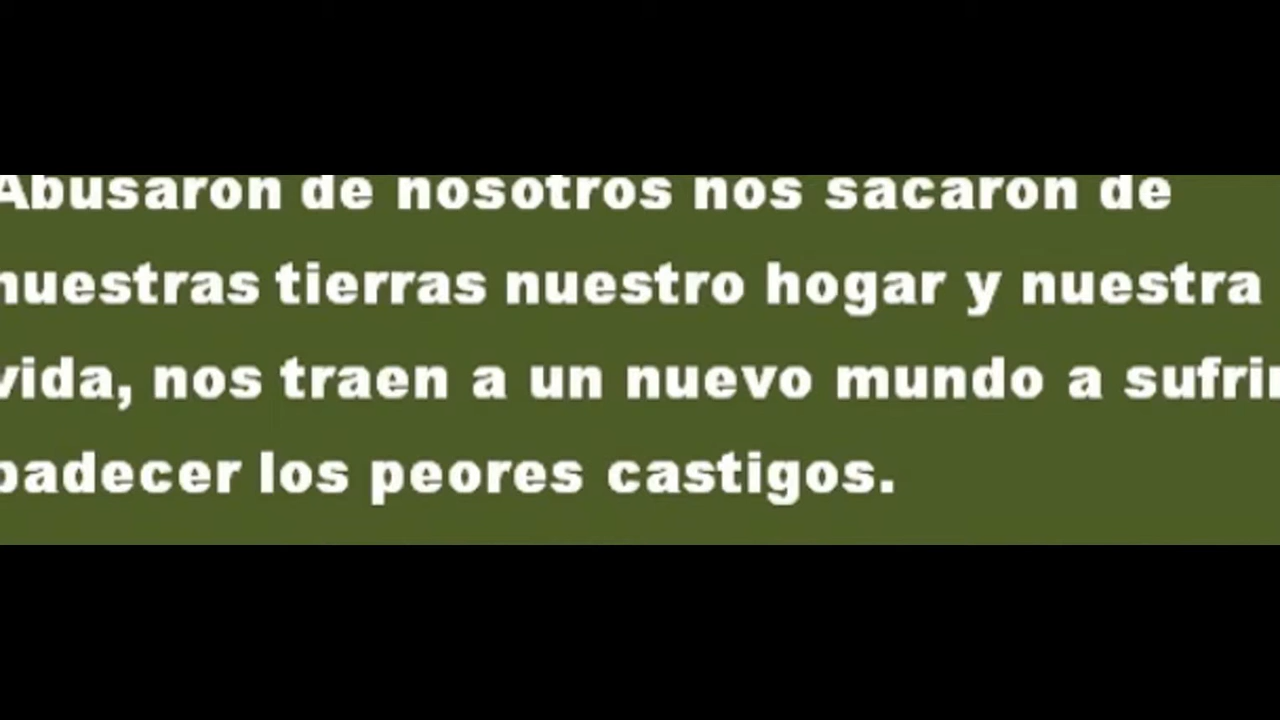 Abusaron de nosotros nos sacaron de
nuestras tierras nuestro hogar y nuestra
vida, nos traen a un nuevo mundo a sufrir
padecer los peores castigos.